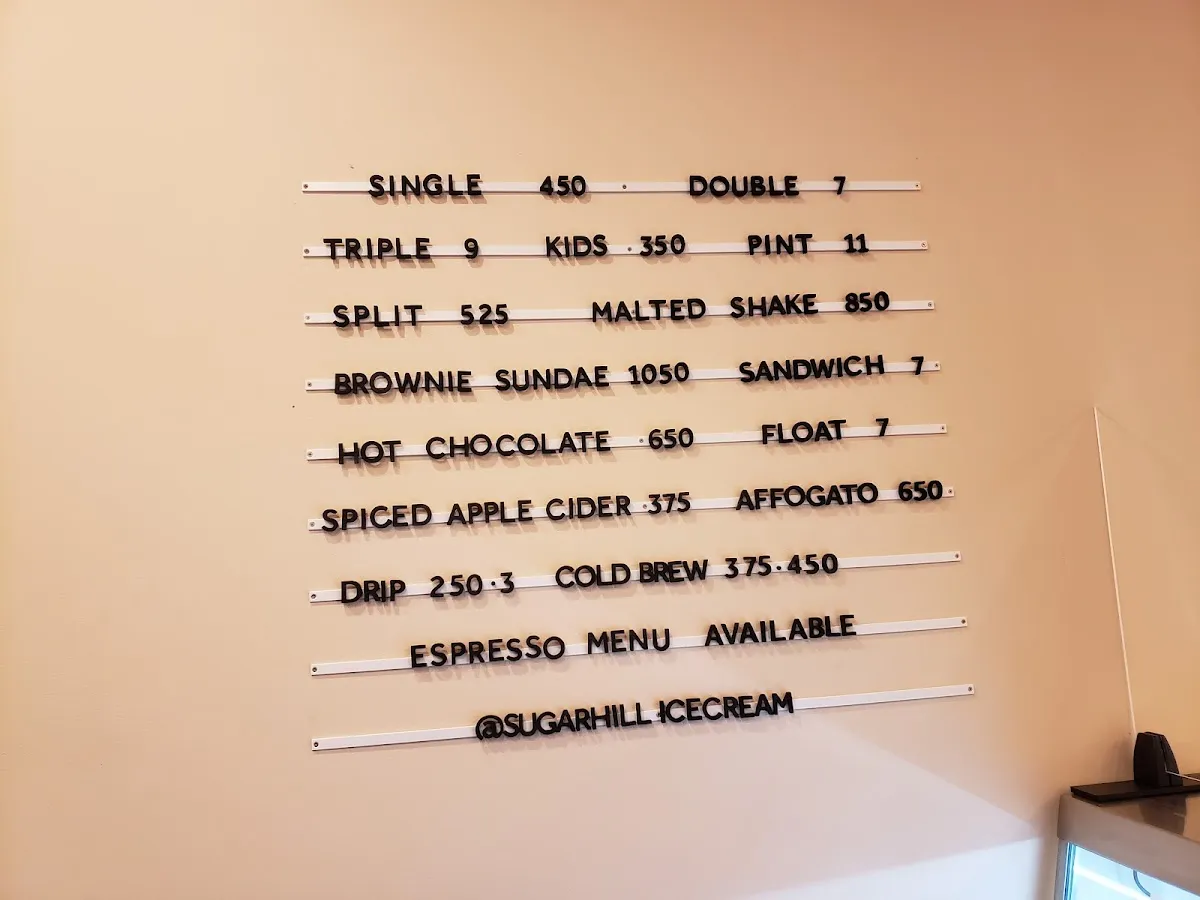 SINGLE 450 DOUBLE 7
TRIPLE 9 KIDS 350 PINT 11
SPLIT 525 MALTED SHAKE 850
BROWNIE SUNDAE 1050 SANDWICH 7
HOT CHOCOLATE 650 FLOAT 7
SPICED APPLE CIDER 375 AFFOGATO 650
DRIP 250·3 COLD BREW 375·450
ESPRESSO MENU AVAILABLE
@SUGARHILL ICECREAM